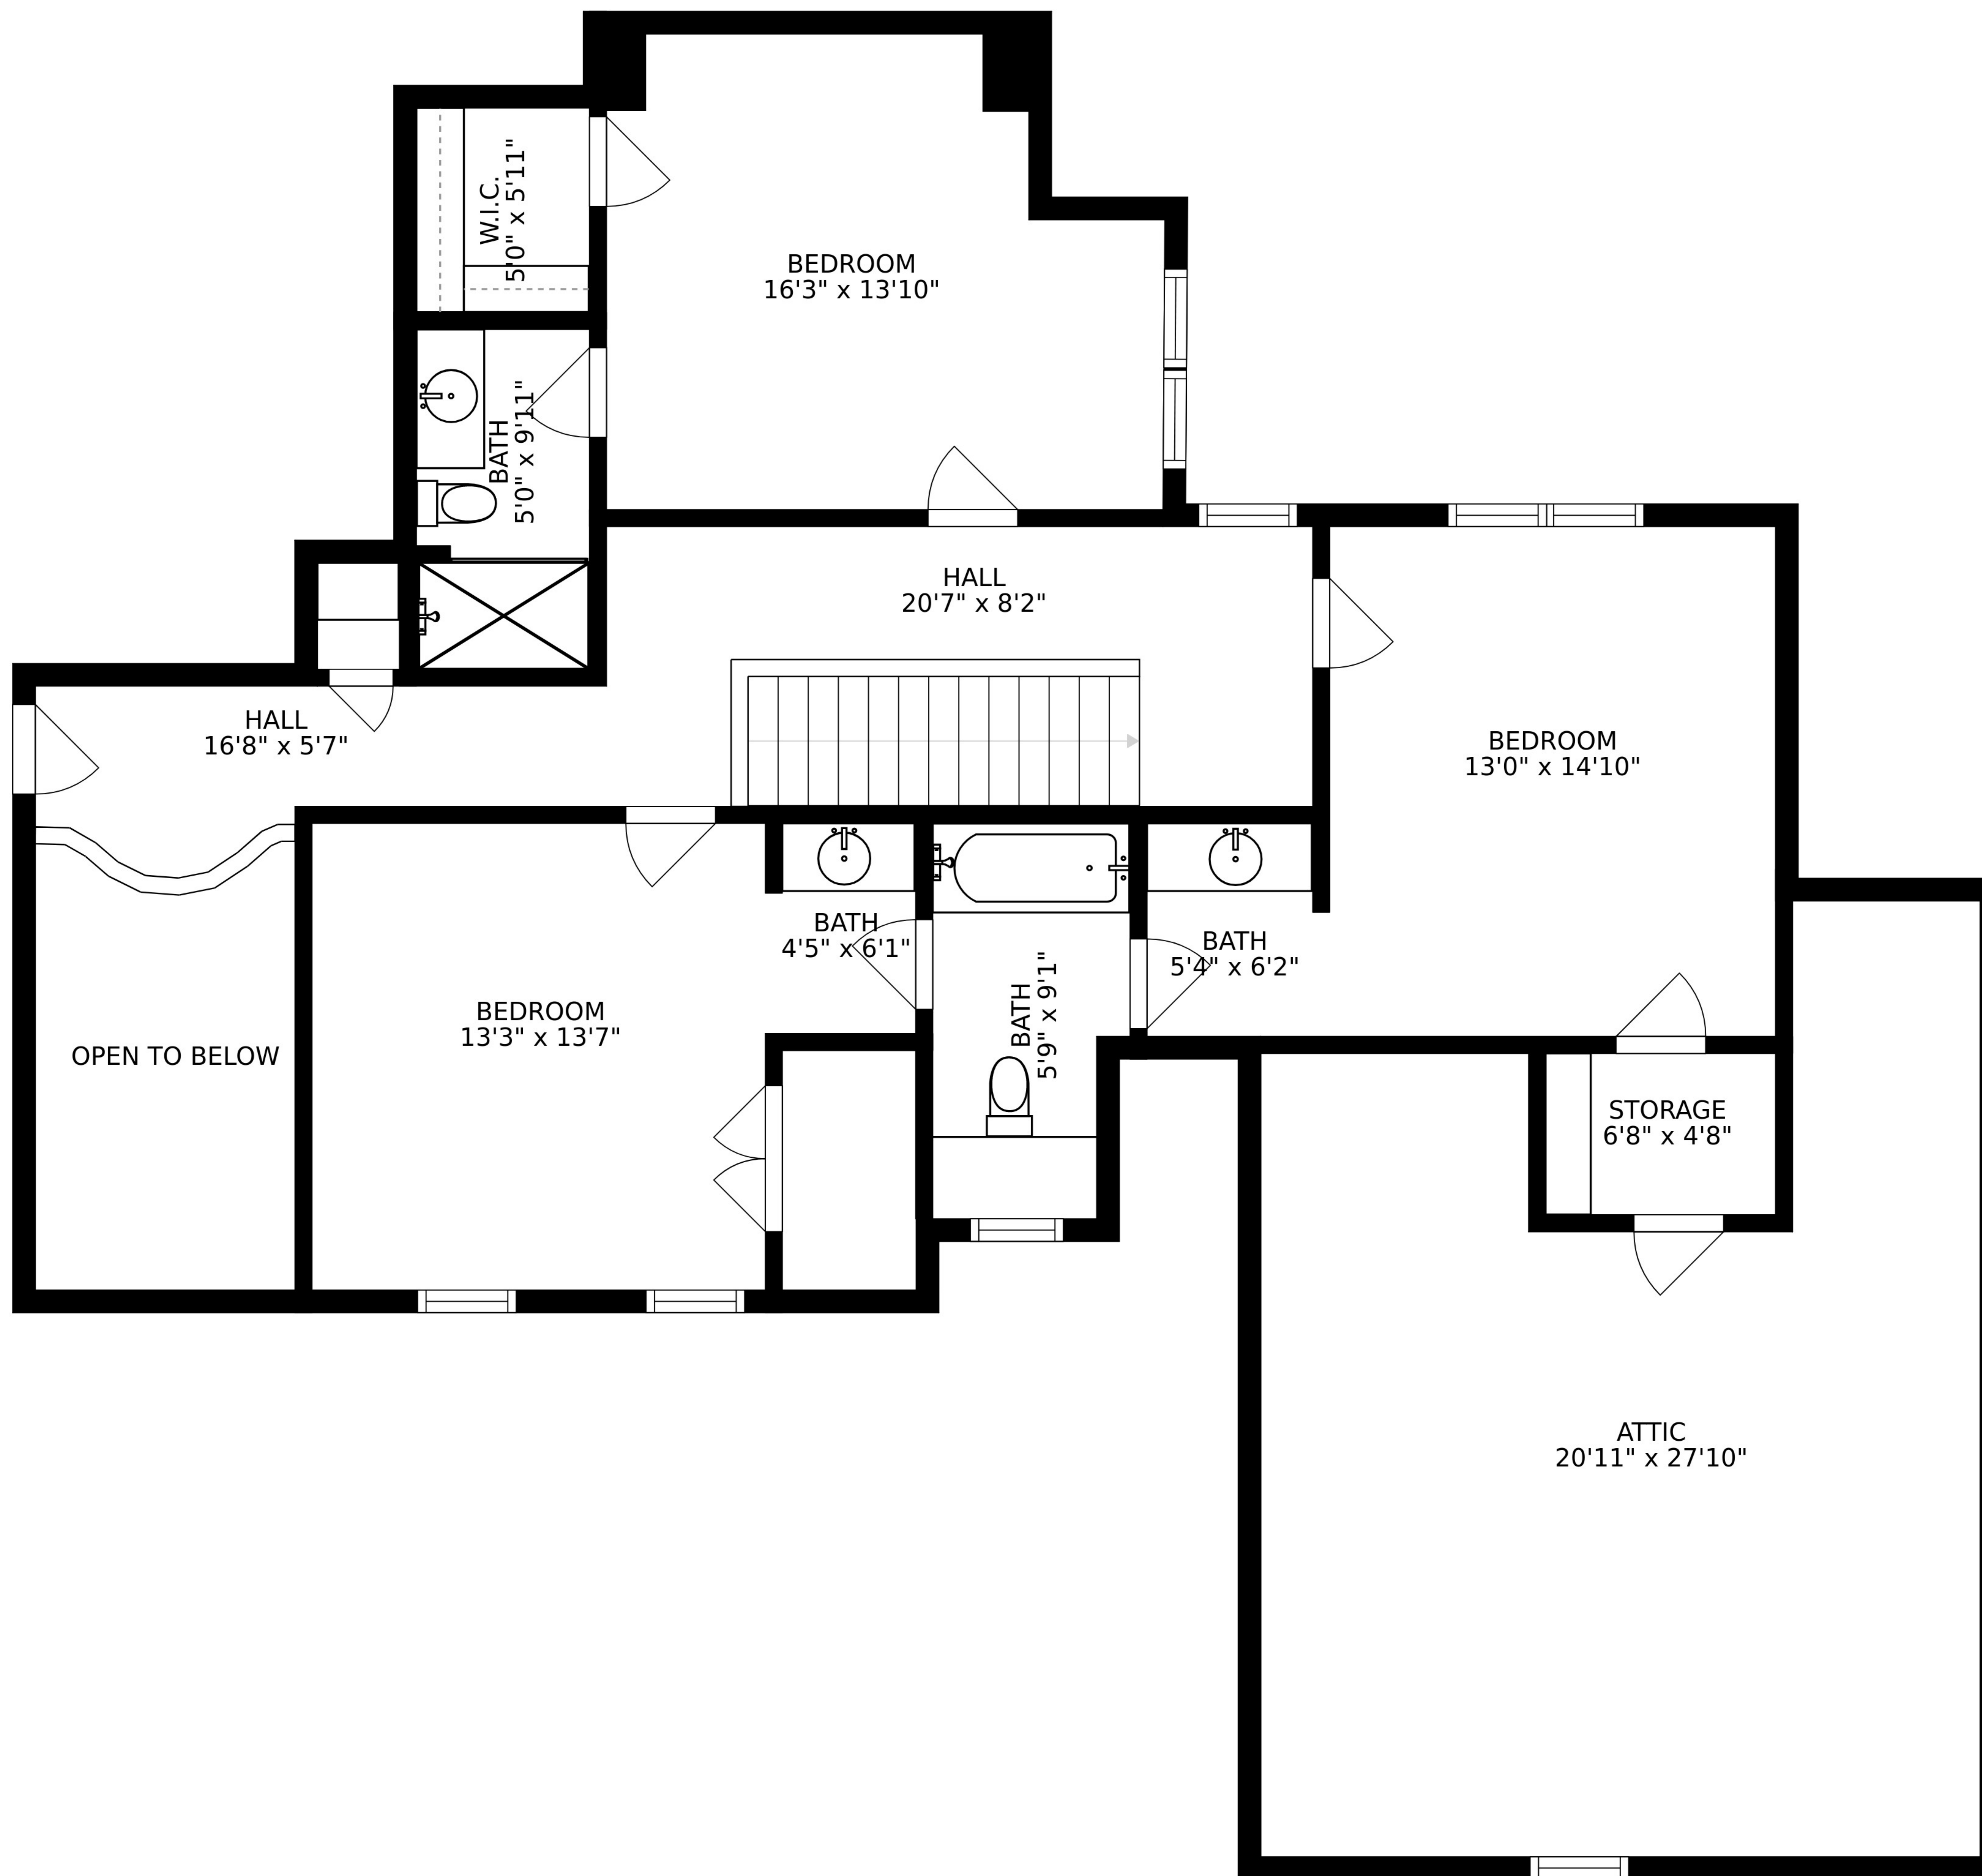 W.I.C.
5'0" x 5'11"
BEDROOM
16'3" x 13'10"
BATH
5'0" x 9'11"
HALL
20'7" x 8'2"
HALL
16'8" x 5'7"
BEDROOM
13'0" x 14'10"
BATH
4'5" x 6'1"
BATH
5'4" x 6'2"
BATH
5'9" x 9'1"
BEDROOM
13'3" x 13'7"
OPEN TO BELOW
STORAGE
6'8" x 4'8"
ATTIC
20'11" x 27'10"